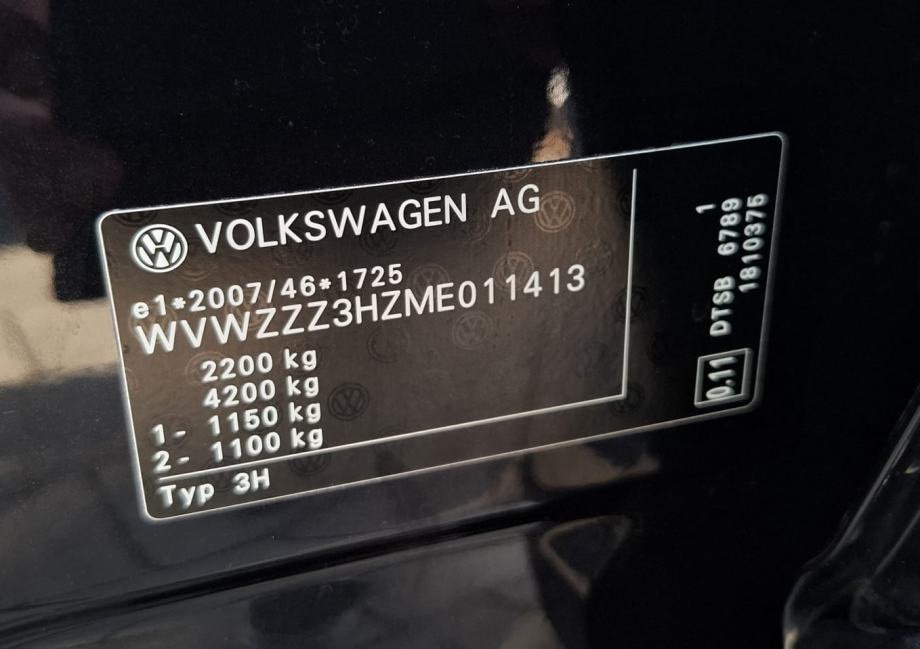 VOLKSWAGEN AG
e1*2007/46*1725
WVWZZZ3HZME011413
2200 kg
4200 kg
1- 1150 kg
2- 1100 kg
Typ 3H
0.11
DTSB 6789 1
1810375